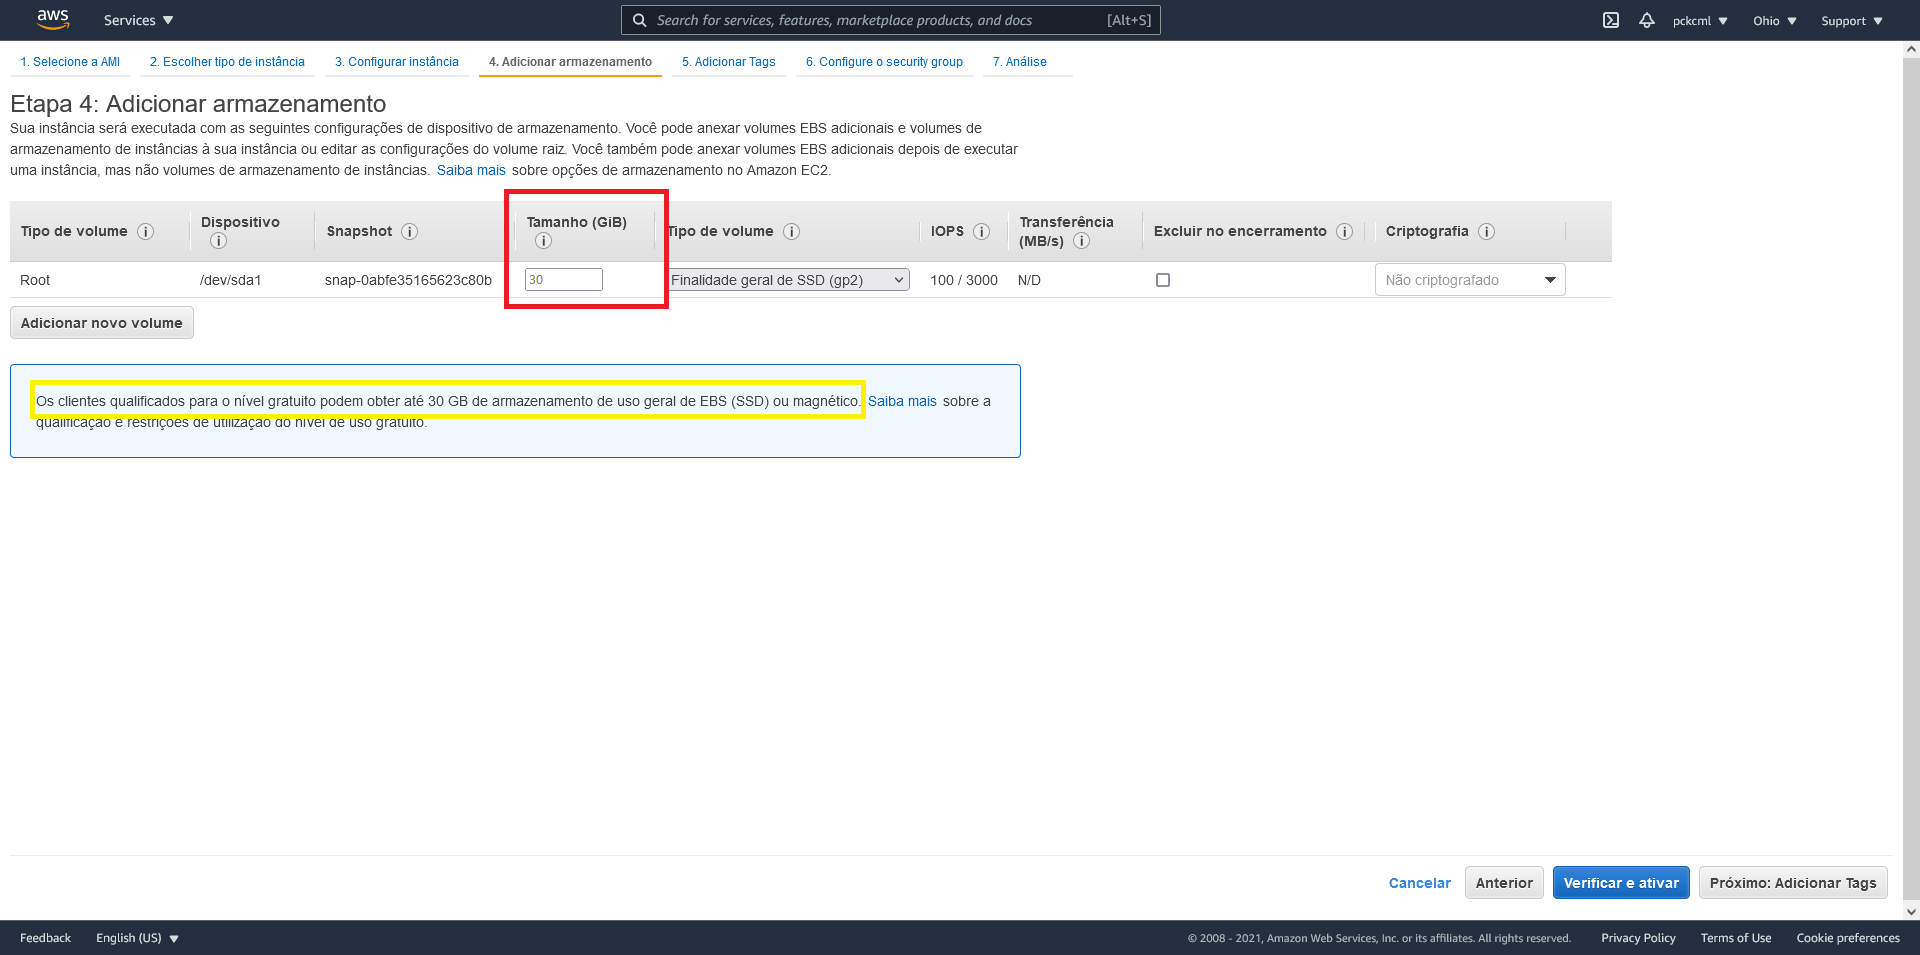 aws Services Search for services, features, marketplace products, and docs [Alt+S] pckcml Ohio Support
1. Selecione a AMI 2. Escolher tipo de instância 3. Configurar instância 4. Adicionar armazenamento 5. Adicionar Tags 6. Configure o security group 7. Análise
Etapa 4: Adicionar armazenamento
Sua instância será executada com as seguintes configurações de dispositivo de armazenamento. Você pode anexar volumes EBS adicionais e volumes de
armazenamento de instâncias à sua instância ou editar as configurações do volume raiz. Você também pode anexar volumes EBS adicionais depois de executar
uma instância, mas não volumes de armazenamento de instâncias. Saiba mais sobre opções de armazenamento no Amazon EC2.
Tipo de volume Dispositivo Snapshot Tamanho (GiB) Tipo de volume IOPS Transferência (MB/s) Excluir no encerramento Criptografia
Root /dev/sda1 snap-0abfe35165623c80b 30 Finalidade geral de SSD (gp2) 100 / 3000 N/D Não criptografado
Adicionar novo volume
Os clientes qualificados para o nível gratuito podem obter até 30 GB de armazenamento de uso geral de EBS (SSD) ou magnético. Saiba mais sobre a
qualificação e restrições de utilização do nível de uso gratuito.
Cancelar Anterior Verificar e ativar Próximo: Adicionar Tags
Feedback English (US) © 2008 - 2021, Amazon Web Services, Inc. or its affiliates. All rights reserved. Privacy Policy Terms of Use Cookie preferences